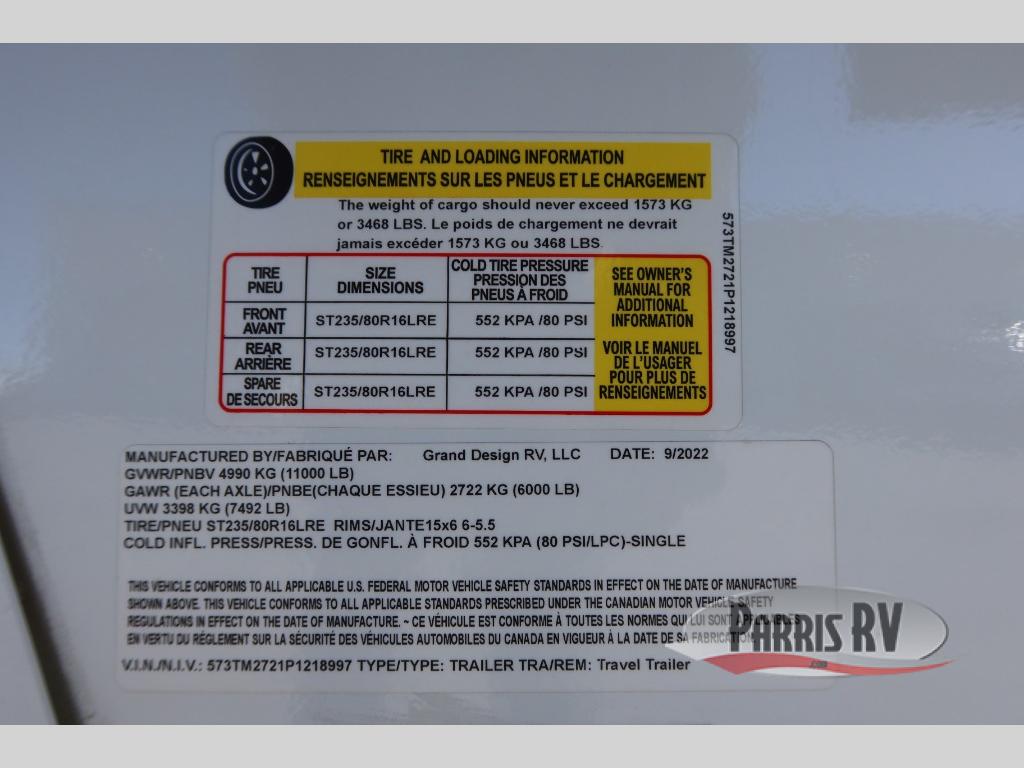 TIRE AND LOADING INFORMATION
RENSEIGNEMENTS SUR LES PNEUS ET LE CHARGEMENT
The weight of cargo should never exceed 1573 KG
or 3468 LBS. Le poids de chargement ne devrait
jamais excéder 1573 KG ou 3468 LBS.
TIRE
PNEU
SIZE
DIMENSIONS
COLD TIRE PRESSURE
PRESSION DES
PNEUS À FROID
FRONT
AVANT
ST235/80R16LRE
552 KPA /80 PSI
REAR
ARRIÈRE
ST235/80R16LRE
552 KPA /80 PSI
SPARE
DE SECOURS
ST235/80R16LRE
552 KPA /80 PSI
SEE OWNER'S
MANUAL FOR
ADDITIONAL
INFORMATION
VOIR LE MANUEL
DE L'USAGER
POUR PLUS DE
RENSEIGNEMENTS
573TM2721P1218997
MANUFACTURED BY/FABRIQUÉ PAR: Grand Design RV, LLC DATE: 9/2022
GVWR/PNBV 4990 KG (11000 LB)
GAWR (EACH AXLE)/PNBE(CHAQUE ESSIEU) 2722 KG (6000 LB)
UVW 3398 KG (7492 LB)
TIRE/PNEU ST235/80R16LRE RIMS/JANTE15x6 6-5.5
COLD INFL. PRESS/PRESS. DE GONFL. À FROID 552 KPA (80 PSI/LPC)-SINGLE
THIS VEHICLE CONFORMS TO ALL APPLICABLE U.S. FEDERAL MOTOR VEHICLE SAFETY STANDARDS IN EFFECT ON THE DATE OF MANUFACTURE
SHOWN ABOVE. THIS VEHICLE CONFORMS TO ALL APPLICABLE STANDARDS PRESCRIBED UNDER THE CANADIAN MOTOR VEHICLE SAFETY
REGULATIONS IN EFFECT ON THE DATE OF MANUFACTURE. ~ CE VÉHICULE EST CONFORME À TOUTES LES NORMES QUI LUI SONT APPLICABLES
EN VERTU DU RÉGLEMENT SUR LA SÉCURITÉ DES VÉHICULES AUTOMOBILES DU CANADA EN VIGUEUR À LA DATE DE SA FABRICATION.
V.I.N./N.I.V.: 573TM2721P1218997 TYPE/TYPE: TRAILER TRA/REM: Travel Trailer
PARRIS RV
.com